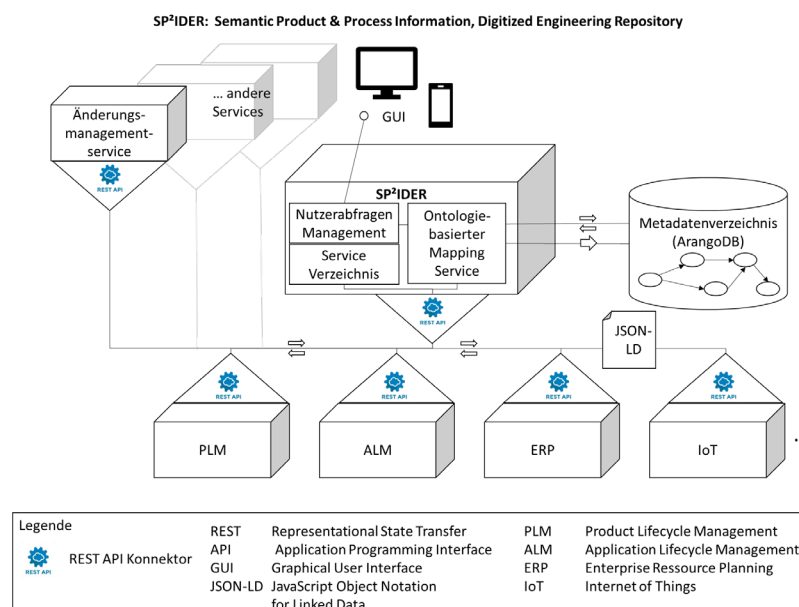 SP²IDER: Semantic Product & Process Information, Digitized Engineering Repository
... andere
Services
Änderungs-
management-
service
REST API
GUI
SP²IDER
Nutzerabfragen
Management
Service
Verzeichnis
Ontologie-
basierter
Mapping
Service
REST API
Metadatenverzeichnis
(ArangoDB)
JSON-
LD
REST API
REST API
REST API
REST API
PLM
ALM
ERP
IoT
Legende
REST API
REST API Konnektor
REST Representational State Transfer
API Application Programming Interface
GUI Graphical User Interface
JSON-LD JavaScript Object Notation
for Linked Data
PLM Product Lifecycle Management
ALM Application Lifecycle Management
ERP Enterprise Ressource Planning
IoT Internet of Things